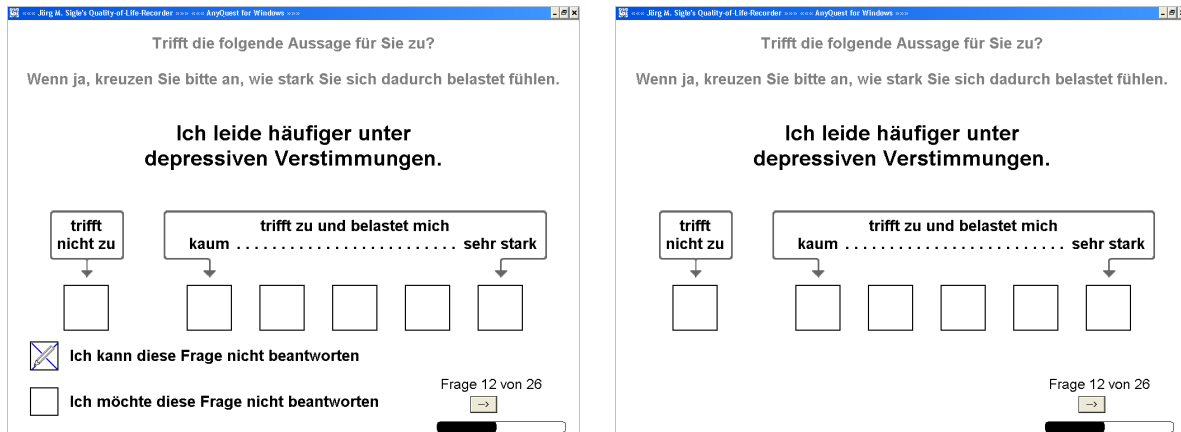 ««« Jörg M. Sigle's Quality-of-Life-Recorder »»» ««« AnyQuest for Windows »»»
Trifft die folgende Aussage für Sie zu?
Wenn ja, kreuzen Sie bitte an, wie stark Sie sich dadurch belastet fühlen.
Ich leide häufiger unter
depressiven Verstimmungen.
trifft
nicht zu
trifft zu und belastet mich
kaum . . . . . . . . . . . . . . . . . . . . . . . . . sehr stark
Ich kann diese Frage nicht beantworten
Ich möchte diese Frage nicht beantworten
Frage 12 von 26
««« Jörg M. Sigle's Quality-of-Life-Recorder »»» ««« AnyQuest for Windows »»»
Trifft die folgende Aussage für Sie zu?
Wenn ja, kreuzen Sie bitte an, wie stark Sie sich dadurch belastet fühlen.
Ich leide häufiger unter
depressiven Verstimmungen.
trifft
nicht zu
trifft zu und belastet mich
kaum . . . . . . . . . . . . . . . . . . . . . . . . . sehr stark
Frage 12 von 26